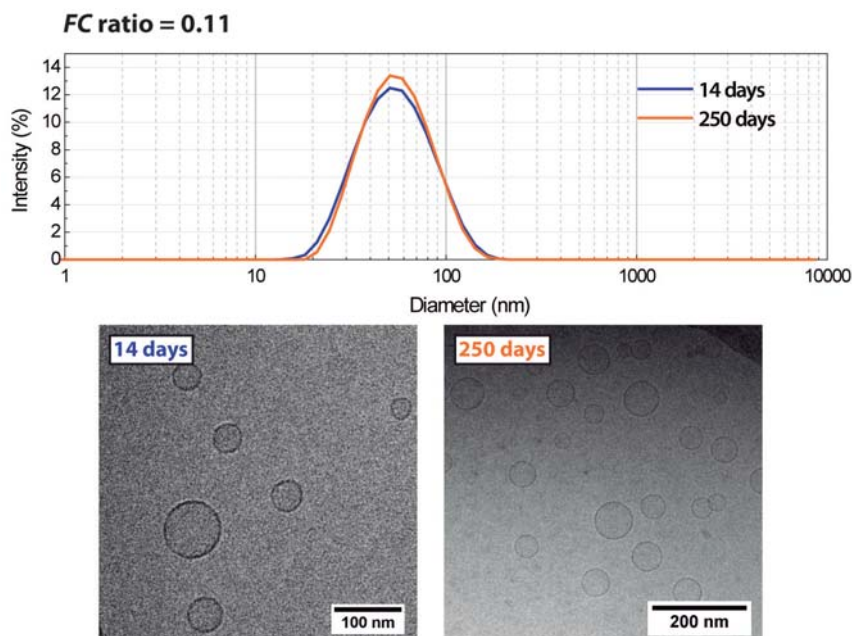 FC ratio = 0.11
14
12
10
8
6
4
2
0
Intensity (%)
14 days
250 days
1
10
100
1000
10000
Diameter (nm)
14 days
250 days
100 nm
200 nm